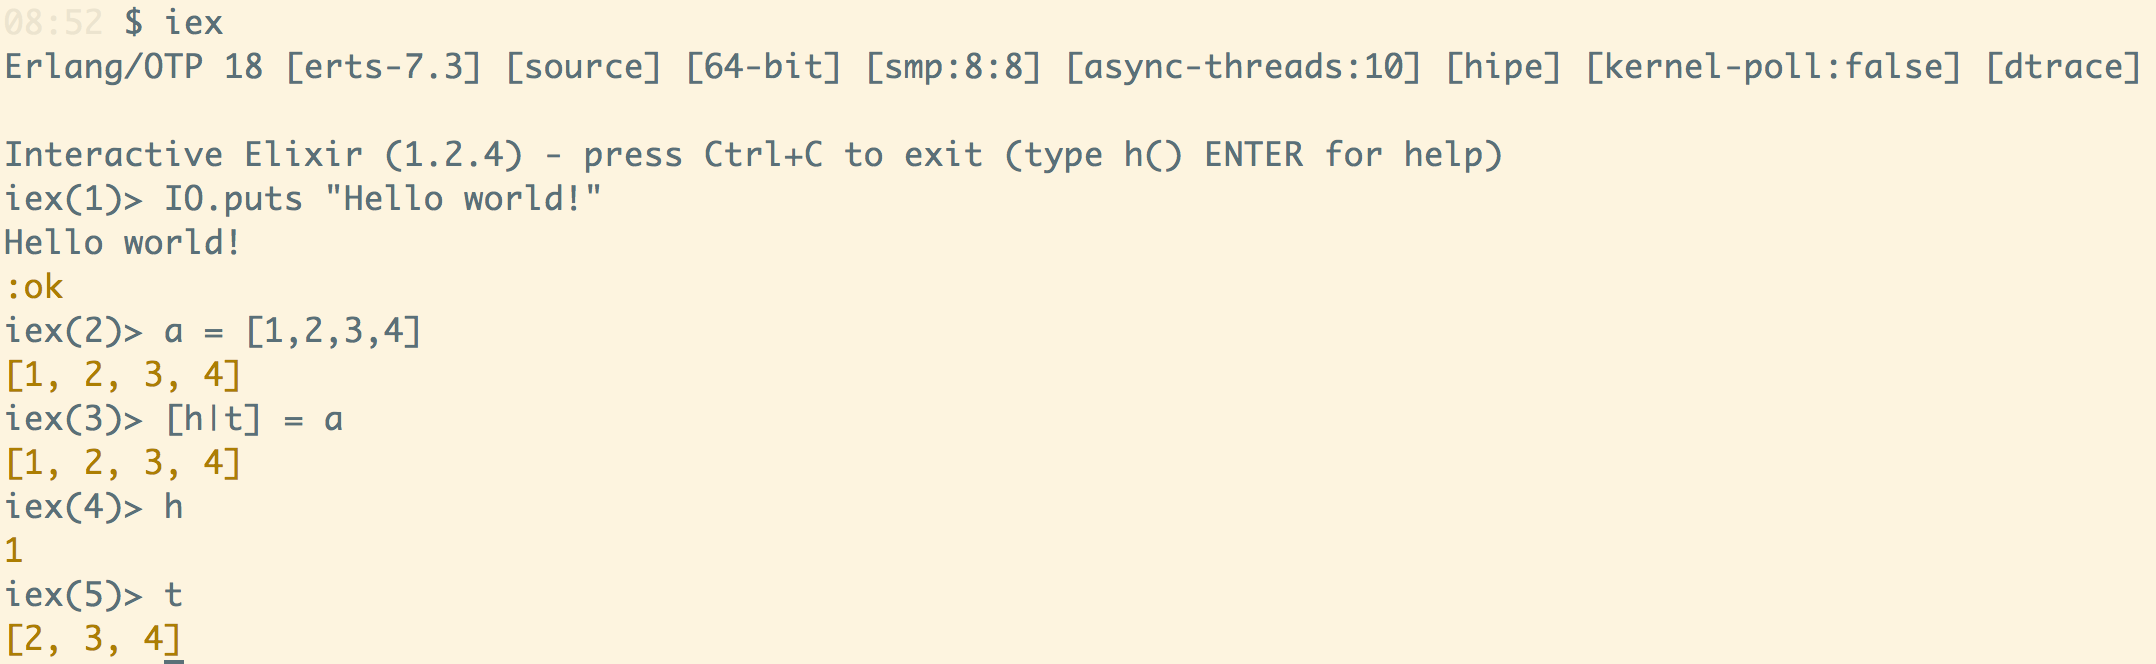 08:52 $ iex
Erlang/OTP 18 [erts-7.3] [source] [64-bit] [smp:8:8] [async-threads:10] [hipe] [kernel-poll:false] [dtrace]
Interactive Elixir (1.2.4) - press Ctrl+C to exit (type h() ENTER for help)
iex(1)> IO.puts "Hello world!"
Hello world!
:ok
iex(2)> a = [1,2,3,4]
[1, 2, 3, 4]
iex(3)> [h|t] = a
[1, 2, 3, 4]
iex(4)> h
1
iex(5)> t
[2, 3, 4]